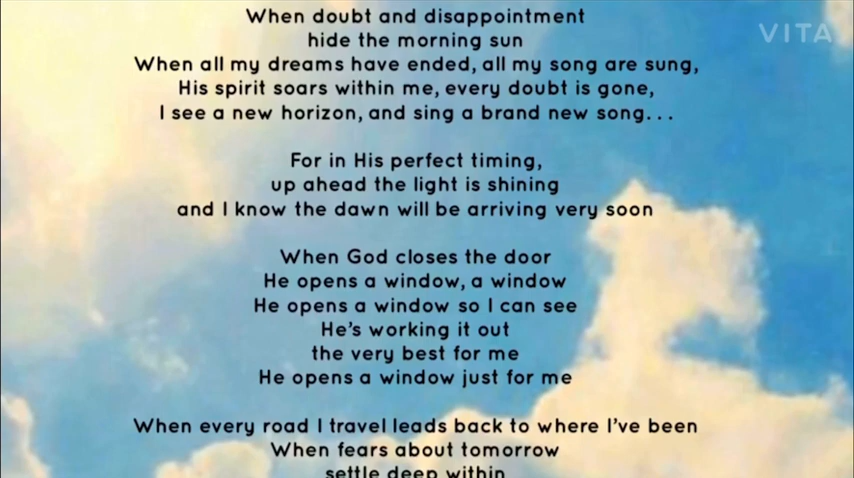 When doubt and disappointment
VITA
hide the morning sun
When all my dreams have ended, all my song are sung,
His spirit soars within me, every doubt is gone,
I see a new horizon, and sing a brand new song...
For in His perfect timing,
up ahead the light is shining
and I know the dawn will be arriving very soon
When God closes the door
He opens a window, a window
He opens a window so I can see
He's working it out
the very best for me
He opens a window just for me
When every road I travel leads back to where I've been
When fears about tomorrow
settle deep within